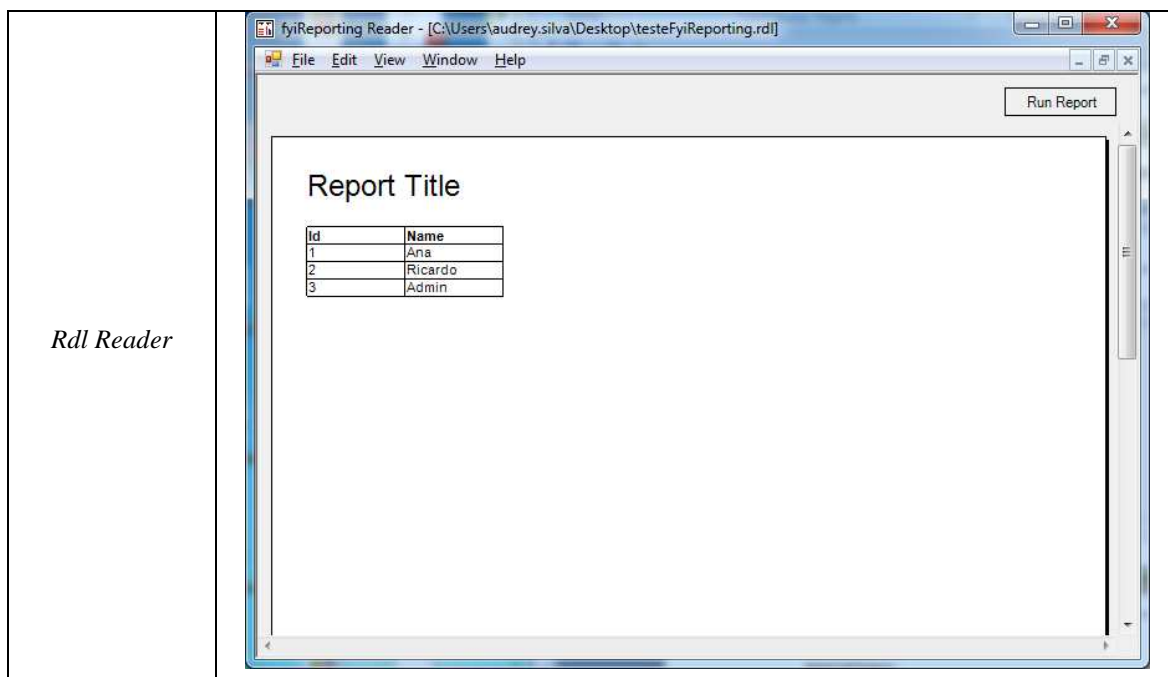 Rdl Reader
fyiReporting Reader - [C:\Users\audrey.silva\Desktop\testeFyiReporting.rdl]
File Edit View Window Help
Run Report
Report Title
Id Name
1 Ana
2 Ricardo
3 Admin